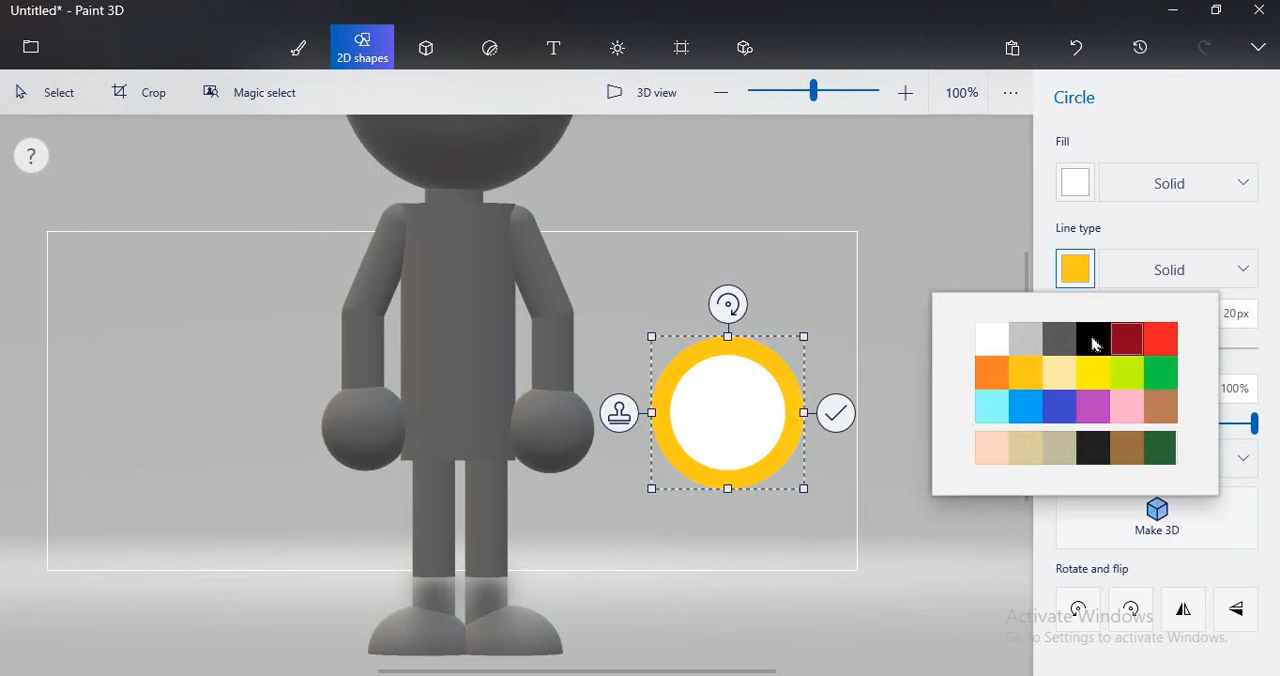 Untitled* - Paint 3D
2D shapes
Select Crop Magic select 3D view 100% ...
Circle
?
Fill
Solid
Line type
Solid
20px
100%
Make 3D
Rotate and flip
Activate Windows
Go to Settings to activate Windows.